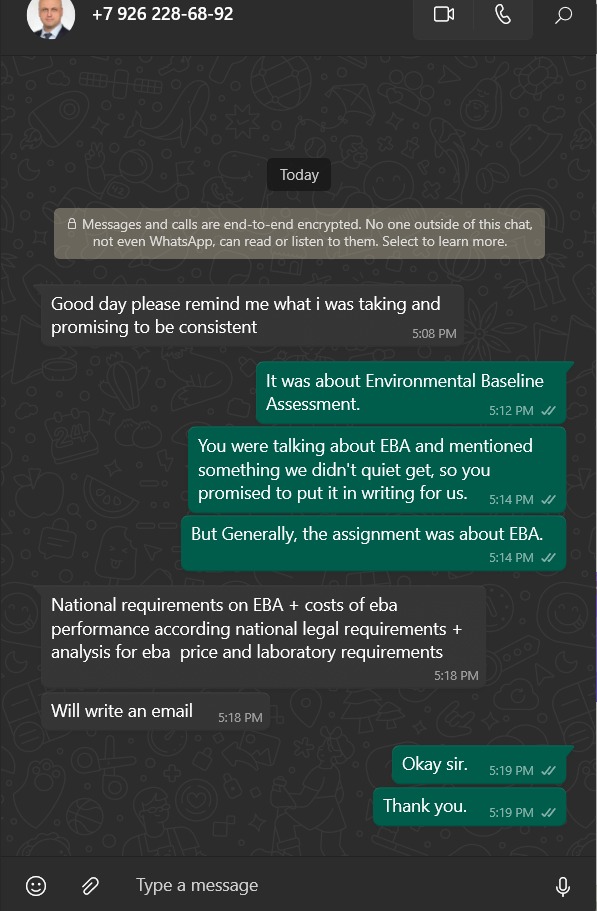 +7 926 228-68-92
Today
Messages and calls are end-to-end encrypted. No one outside of this chat,
not even WhatsApp, can read or listen to them. Select to learn more.
Good day please remind me what i was taking and
promising to be consistent
5:08 PM
It was about Environmental Baseline
Assessment.
5:12 PM
You were talking about EBA and mentioned
something we didn't quiet get, so you
promised to put it in writing for us.
5:14 PM
But Generally, the assignment was about EBA.
5:14 PM
National requirements on EBA + costs of eba
performance according national legal requirements +
analysis for eba  price and laboratory requirements
5:18 PM
Will write an email
5:18 PM
Okay sir.
5:19 PM
Thank you.
5:19 PM
Type a message